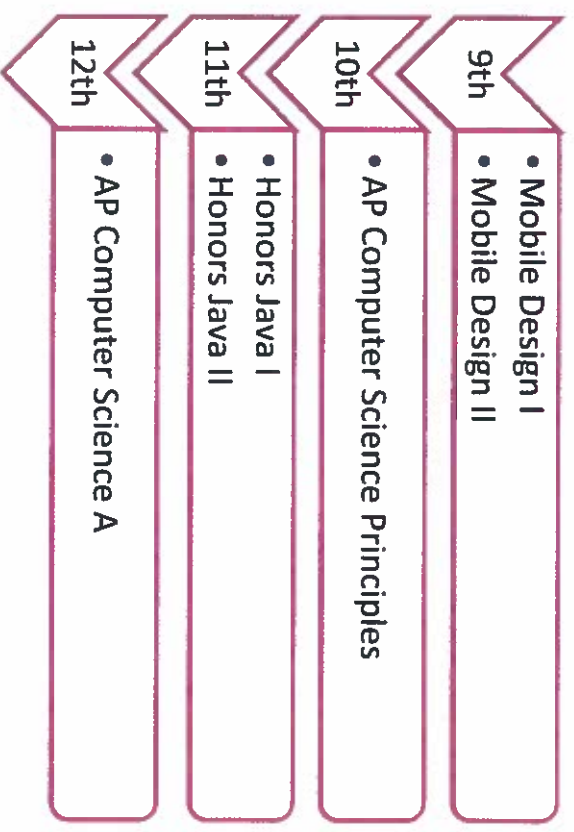 9th
• Mobile Design I
• Mobile Design II
10th
• AP Computer Science Principles
11th
• Honors Java I
• Honors Java II
12th
• AP Computer Science A